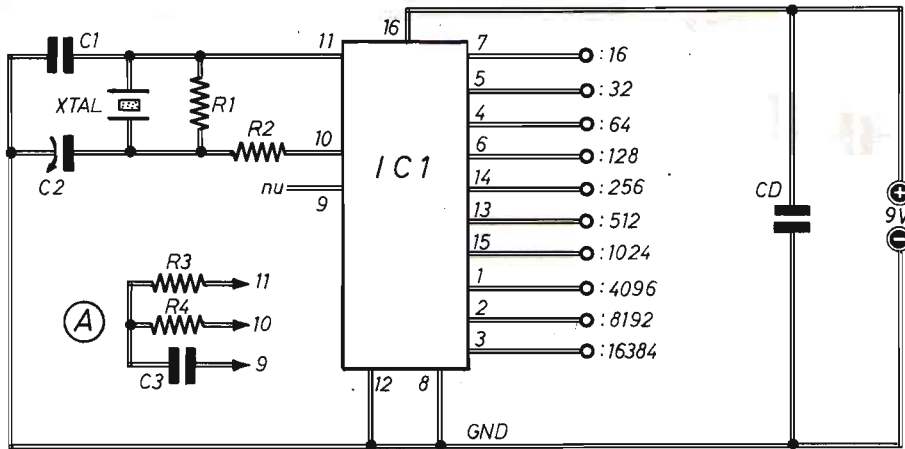 C1
11
16
7
:16
XTAL
R1
5
:32
4
:64
R2
10
6
:128
C2
IC1
nu
9
14
:256
13
:512
CD
+
9V
−
15
:1024
R3
11
1
:4096
A
R4
10
2
:8192
C3
9
3
:16384
12
8
GND